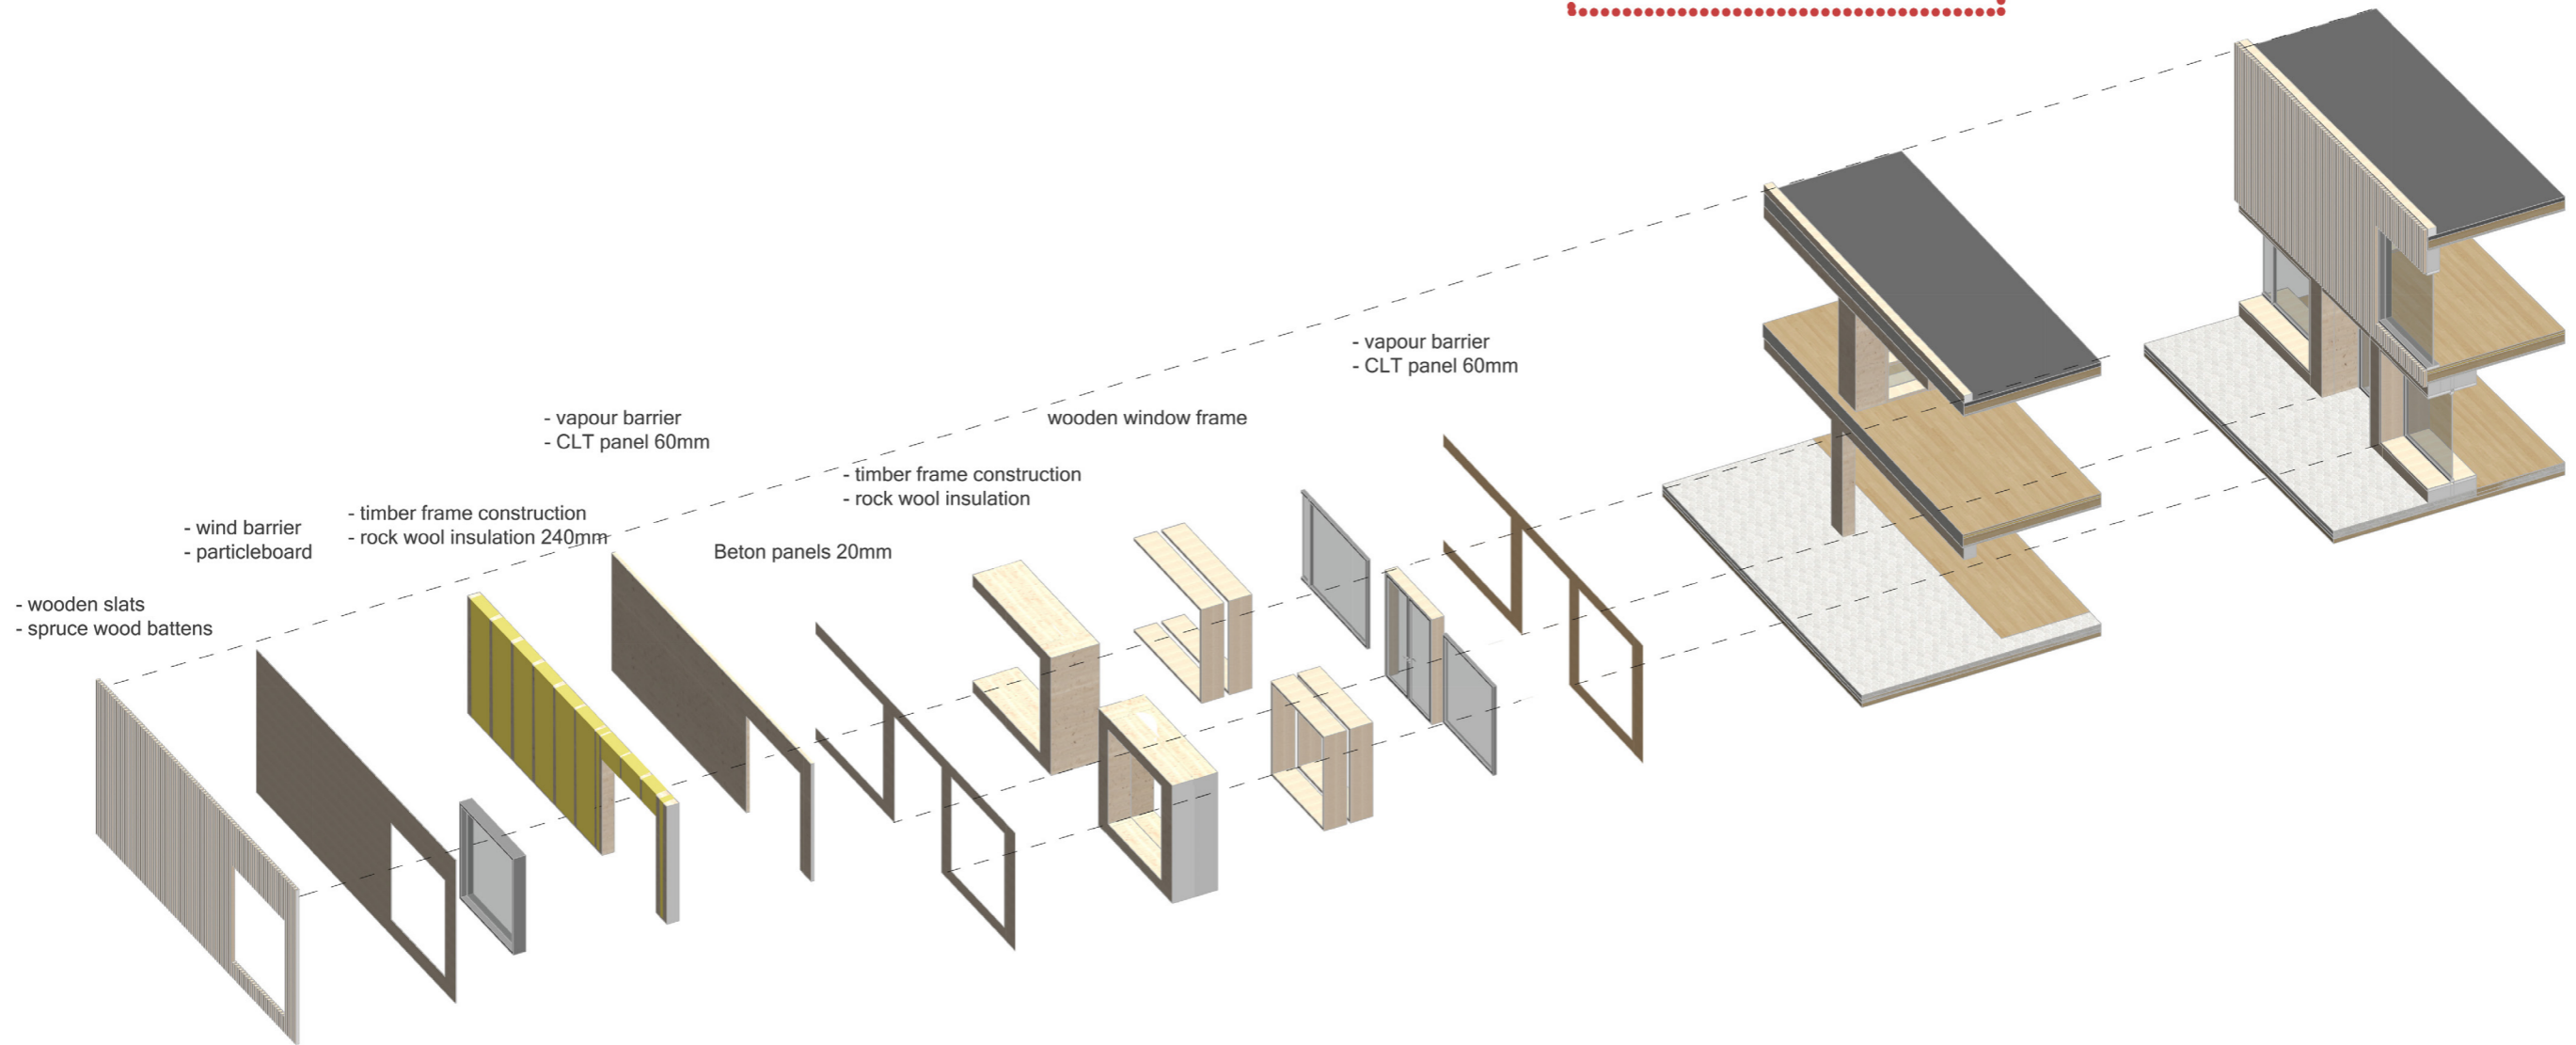 - wooden slats
- spruce wood battens
- wind barrier
- particleboard
- timber frame construction
- rock wool insulation 240mm
- vapour barrier
- CLT panel 60mm
Beton panels 20mm
- timber frame construction
- rock wool insulation
wooden window frame
- vapour barrier
- CLT panel 60mm